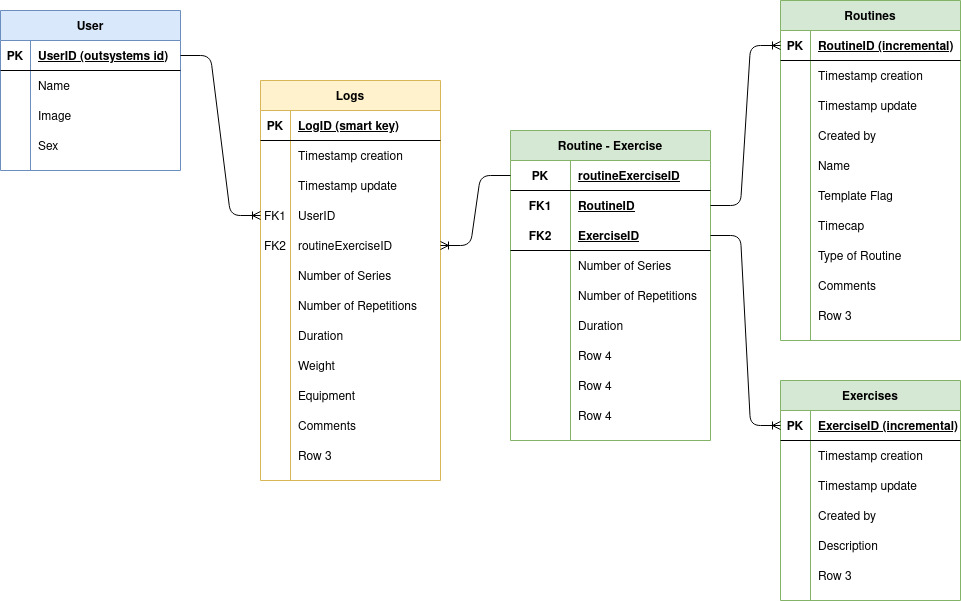 User
PK UserID (outsystems id)
Name
Image
Sex
Logs
PK LogID (smart key)
Timestamp creation
Timestamp update
FK1 UserID
FK2 routineExerciseID
Number of Series
Number of Repetitions
Duration
Weight
Equipment
Comments
Row 3
Routine - Exercise
PK routineExerciseID
FK1 RoutineID
FK2 ExerciseID
Number of Series
Number of Repetitions
Duration
Row 4
Row 4
Row 4
Routines
PK RoutineID (incremental)
Timestamp creation
Timestamp update
Created by
Name
Template Flag
Timecap
Type of Routine
Comments
Row 3
Exercises
PK ExerciseID (incremental)
Timestamp creation
Timestamp update
Created by
Description
Row 3